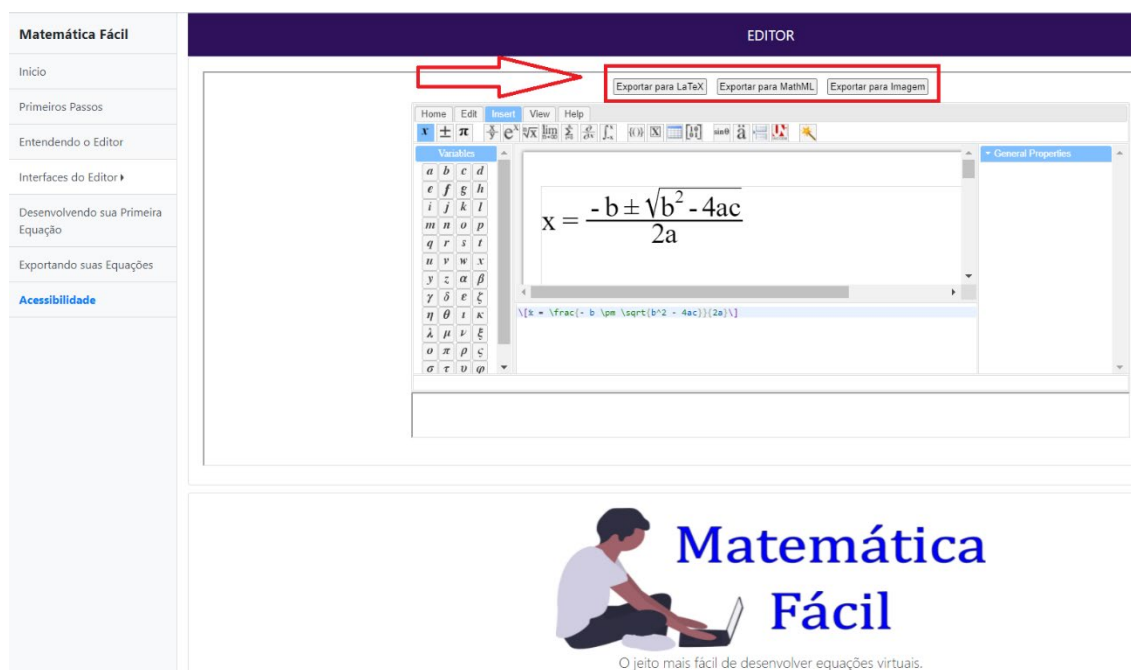 Matemática Fácil
Inicio
Primeiros Passos
Entendendo o Editor
Interfaces do Editor
Desenvolvendo sua Primeira
Equação
Exportando suas Equações
Acessibilidade
EDITOR
Exportar para LaTeX Exportar para MathML Exportar para Imagem
Home Edit Insert View Help
x ± π
Variables
a b c d
e f g h
i j k l
m n o p
q r s t
u v w x
y z α β
γ δ ε ζ
η θ ι κ
λ μ ν ξ
ο π ρ ς
σ τ υ φ
x = -b ± √b² - 4ac
2a
\[x = \frac{- b \pm \sqrt{b^2 - 4ac}}{2a}\]
General Properties
Matemática
Fácil
O jeito mais fácil de desenvolver equações virtuais.